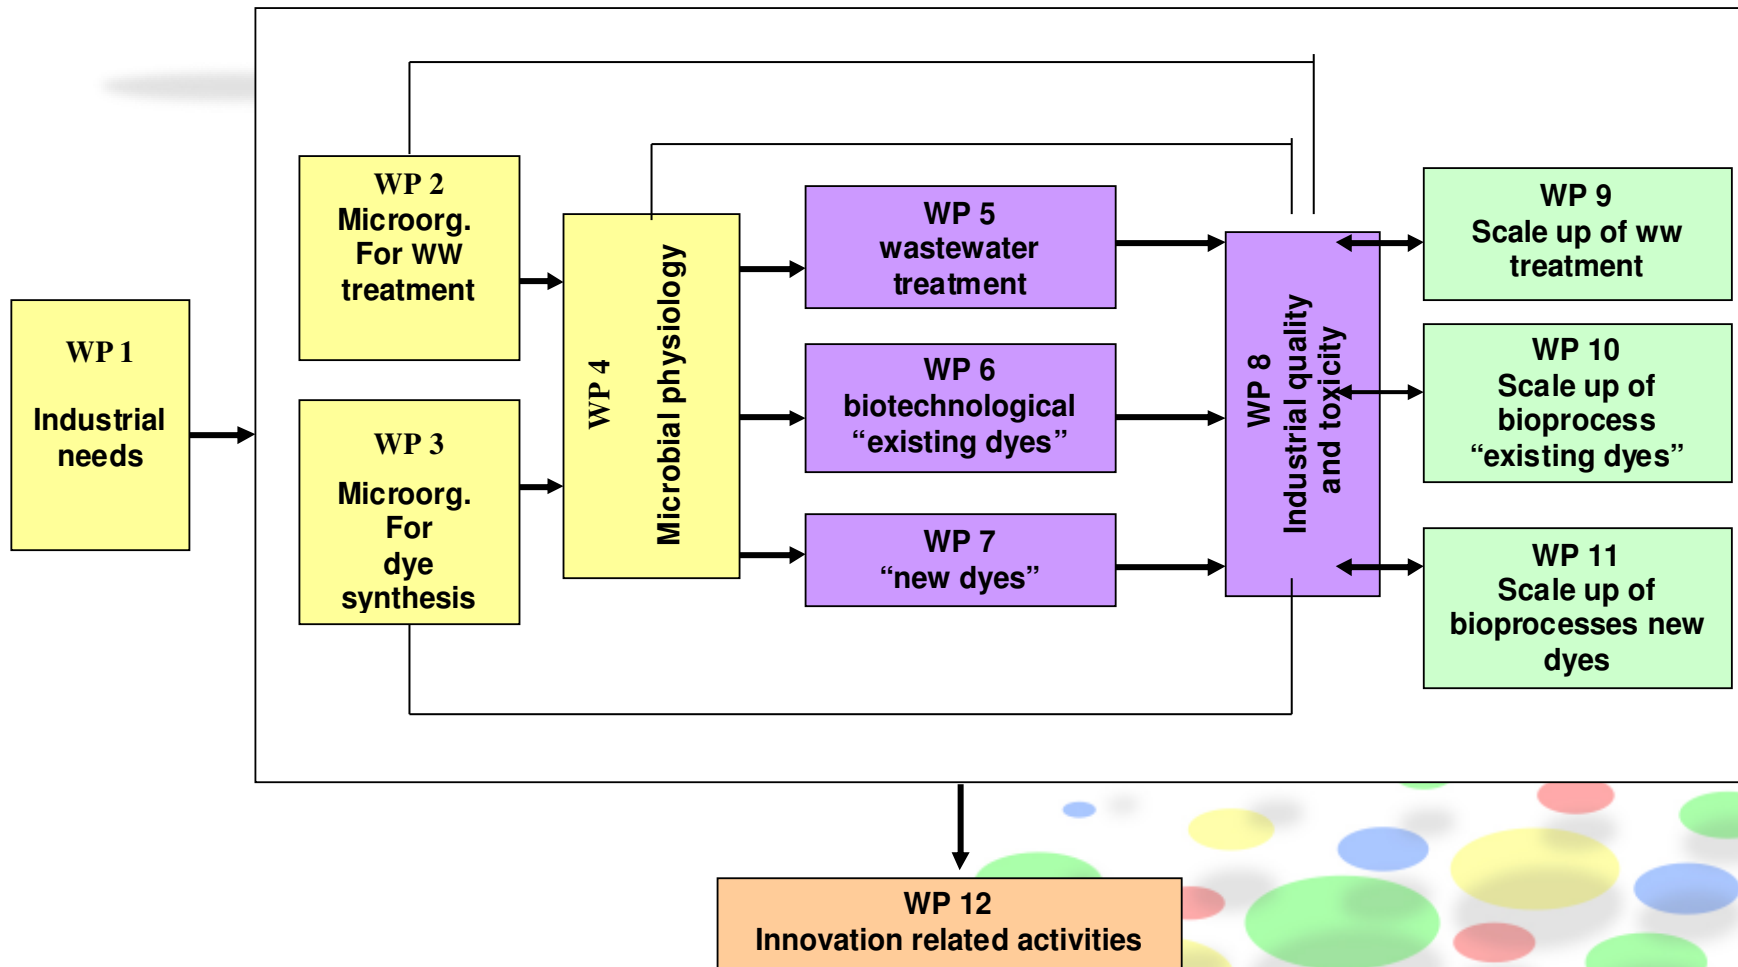 WP 1
Industrial
needs
WP 2
Microorg.
For WW
treatment
WP 3
Microorg.
For
dye
synthesis
WP 4
Microbial physiology
WP 5
wastewater
treatment
WP 6
biotechnological
“existing dyes”
WP 7
“new dyes”
WP 8
Industrial quality
and toxicity
WP 9
Scale up of ww
treatment
WP 10
Scale up of
bioprocess
“existing dyes”
WP 11
Scale up of
bioprocesses new
dyes
WP 12
Innovation related activities